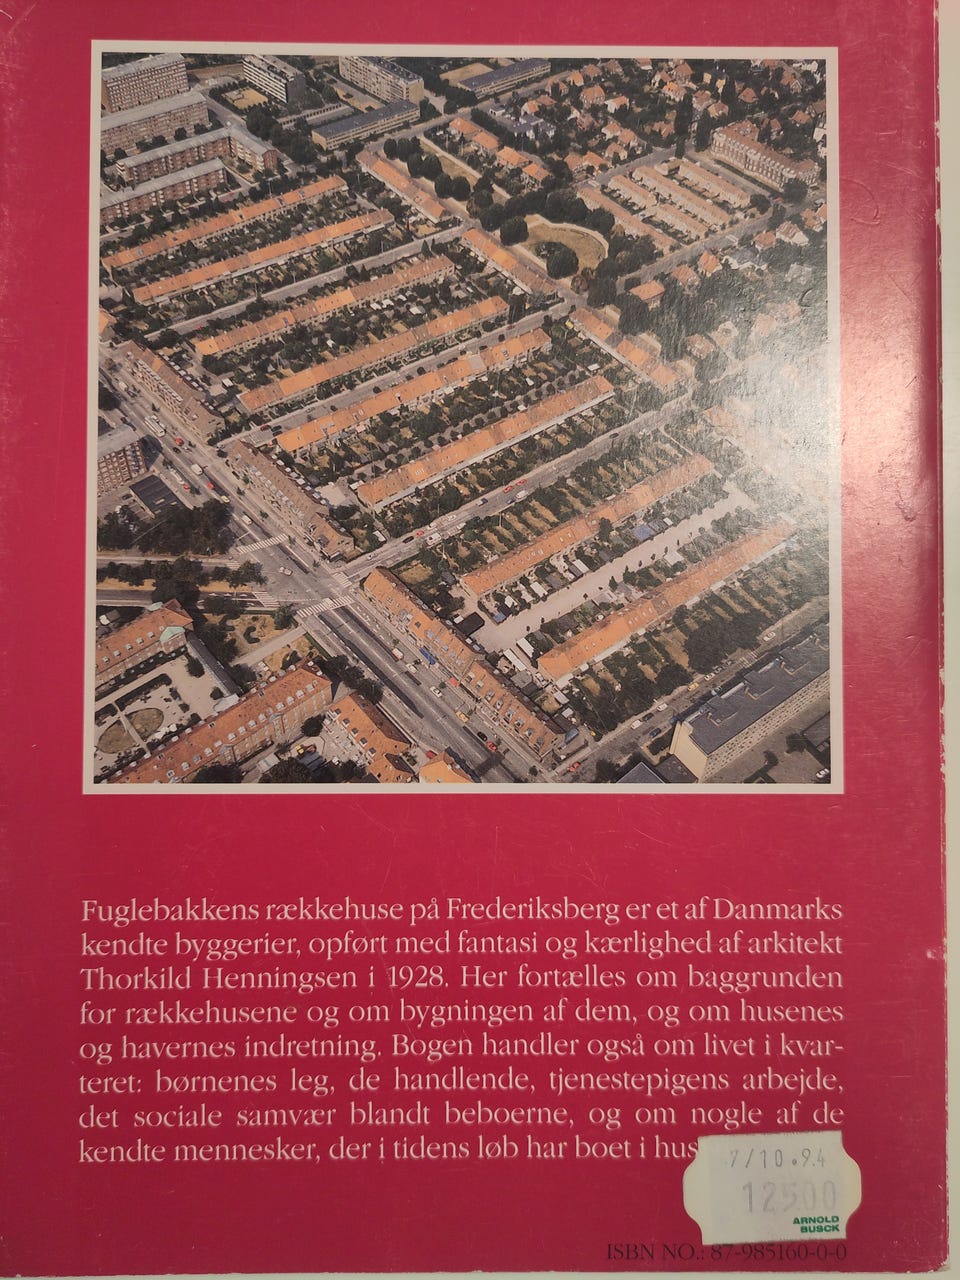 Fuglebakkens rækkehuse på Frederiksberg er et af Danmarks
kendte byggerier, opført med fantasi og kærlighed af arkitekt
Thorkild Henningsen i 1928. Her fortælles om baggrunden
for rækkehusene og om bygningen af dem, og om husenes
og havernes indretning. Bogen handler også om livet i kvar-
teret: børnenes leg, de handlende, tjenestepigens arbejde,
det sociale samvær blandt beboerne, og om nogle af de
kendte mennesker, der i tidens løb har boet i hus
7/10.94
12500
ARNOLD
BUSCK
ISBN NO.: 87-985160-0-0